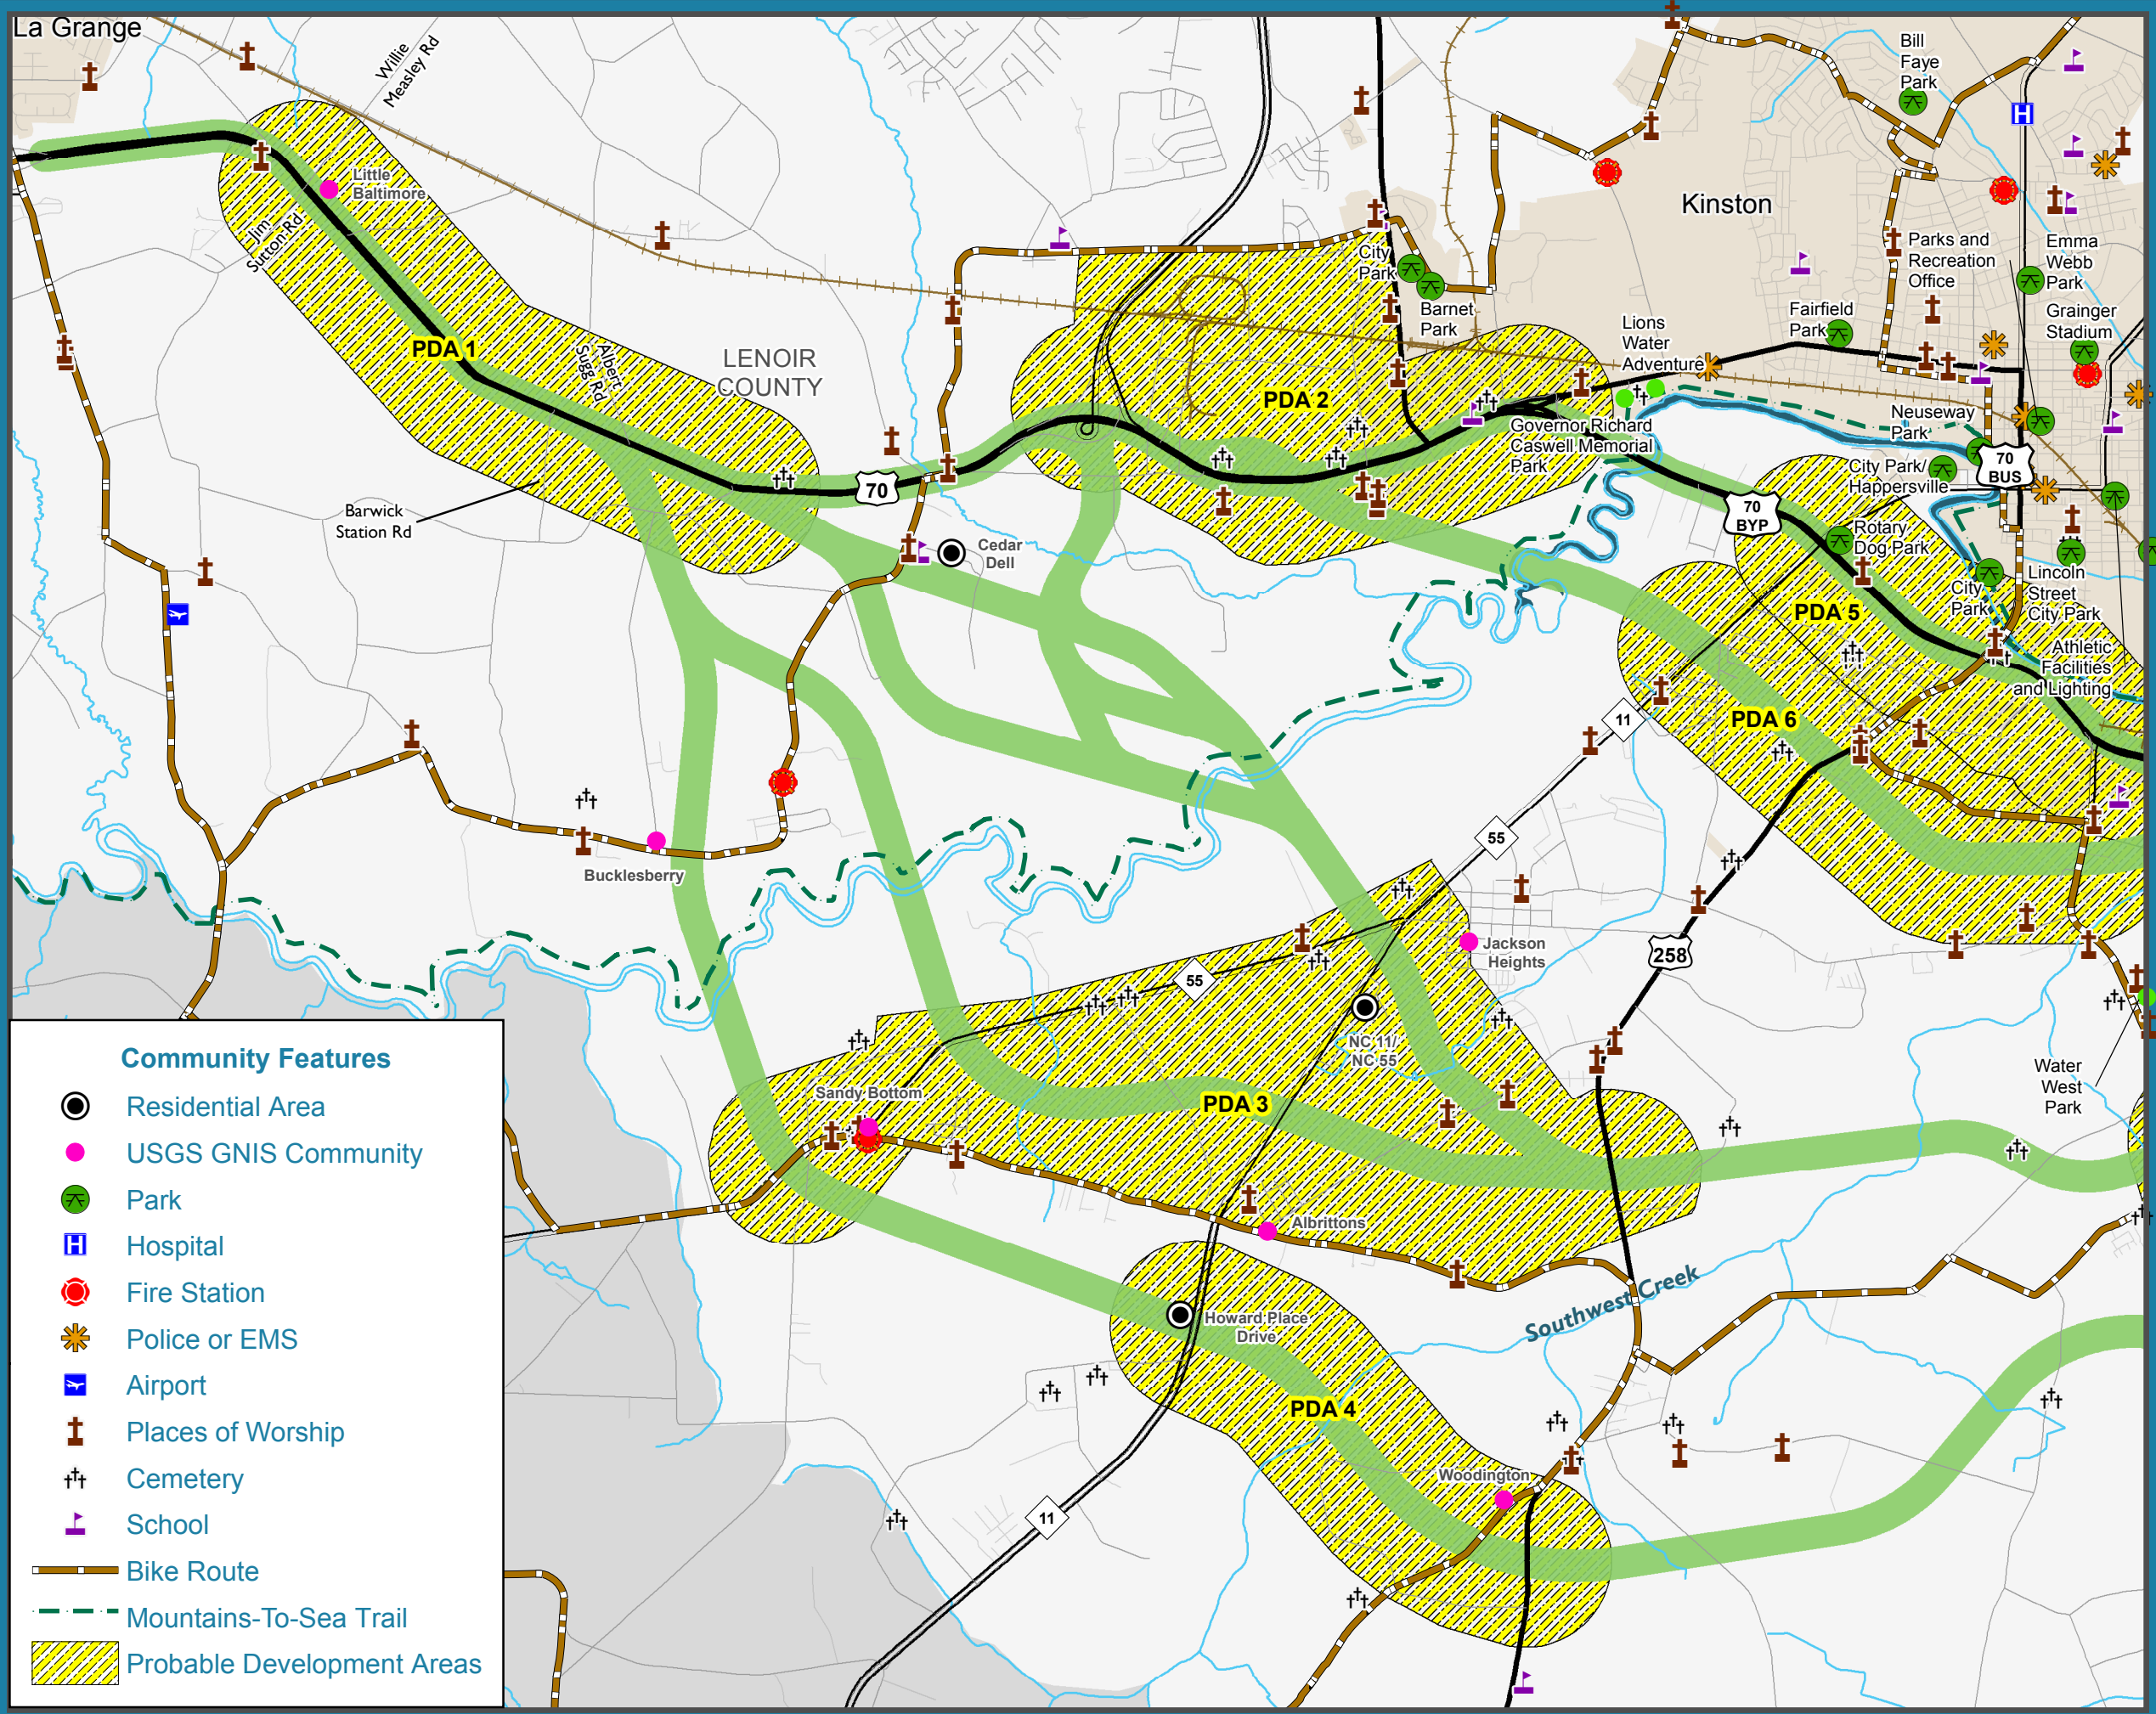 La Grange
Willie
Measley Rd
Bill
Faye
Park
H
Little
Baltimore
Kinston
Jim
Sutton Rd
Parks and
Recreation
Office
Emma
Webb
Park
City
Park
Barnet
Park
Grainger
Stadium
Fairfield
Park
Lions
Water
Adventure
PDA 1
Albert
Sugg Rd
LENOIR
COUNTY
PDA 2
Neuseway
Park
Governor Richard
Caswell Memorial
Park
70
BUS
City Park/
Happersville
70
70
BYP
Barwick
Station Rd
Rotary
Dog Park
Cedar
Dell
Lincoln
Street
City Park
City
Park
PDA 5
Athletic
Facilities
and Lighting
PDA 6
11
55
Bucklesberry
Jackson
Heights
258
55
NC 11/
NC 55
Water
West
Park
Sandy Bottom
PDA 3
Albrittons
Southwest Creek
Howard Place
Drive
PDA 4
Woodington
11
Community Features
Residential Area
USGS GNIS Community
Park
H
Hospital
Fire Station
Police or EMS
Airport
Places of Worship
Cemetery
School
Bike Route
Mountains-To-Sea Trail
Probable Development Areas